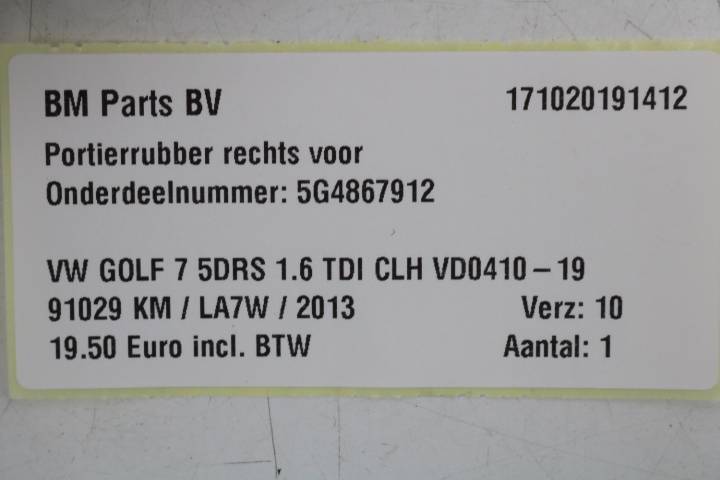 BM Parts BV 171020191412
Portierrubber rechts voor
Onderdeelnummer: 5G4867912
VW GOLF 7 5DRS 1.6 TDI CLH VD0410 – 19
91029 KM / LA7W / 2013 Verz: 10
19.50 Euro incl. BTW Aantal: 1